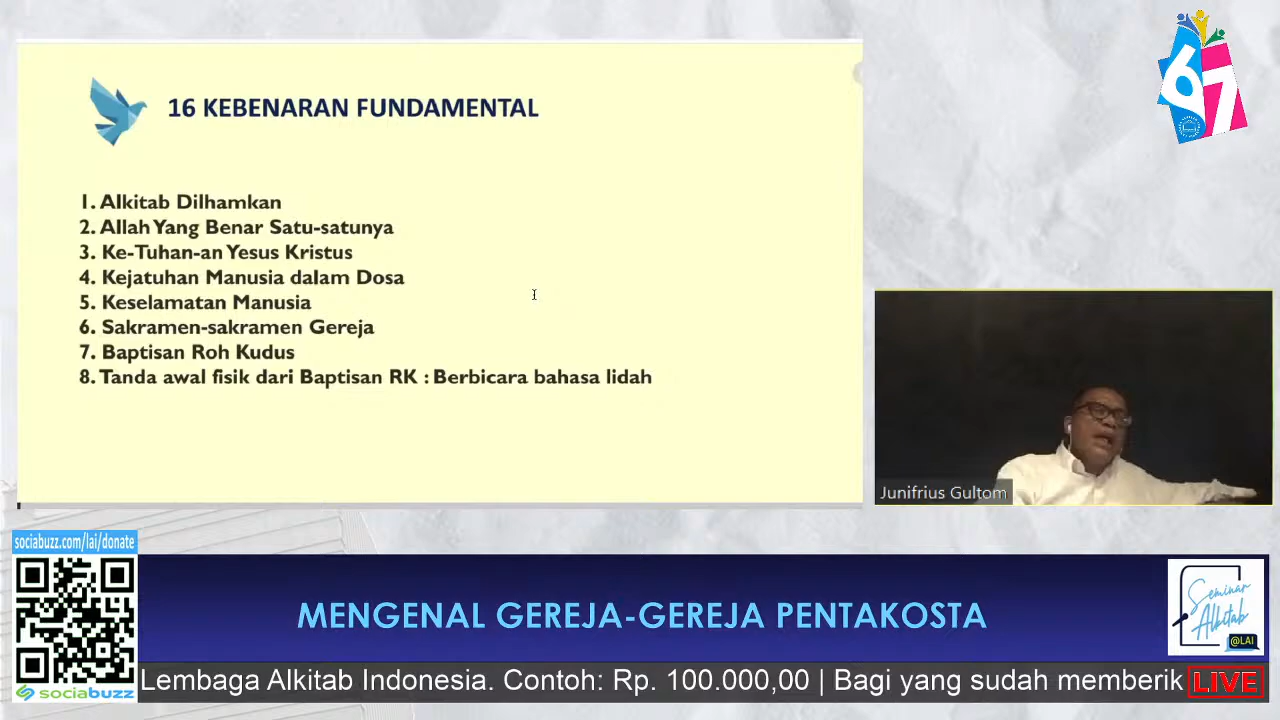 16 KEBENARAN FUNDAMENTAL
1. Alkitab Dilhamkan
2. Allah Yang Benar Satu-satunya
3. Ke-Tuhan-an Yesus Kristus
4. Kejatuhan Manusia dalam Dosa
5. Keselamatan Manusia
6. Sakramen-sakramen Gereja
7. Baptisan Roh Kudus
8. Tanda awal fisik dari Baptisan RK : Berbicara bahasa lidah
67
Junifrius Gultom
sociabuzz.com/lai/donate
MENGENAL GEREJA-GEREJA PENTAKOSTA
Seminar
Alkitab
@LAI
sociabuzz
Lembaga Alkitab Indonesia. Contoh: Rp. 100.000.00 | Bagi yang sudah memberik
LIVE